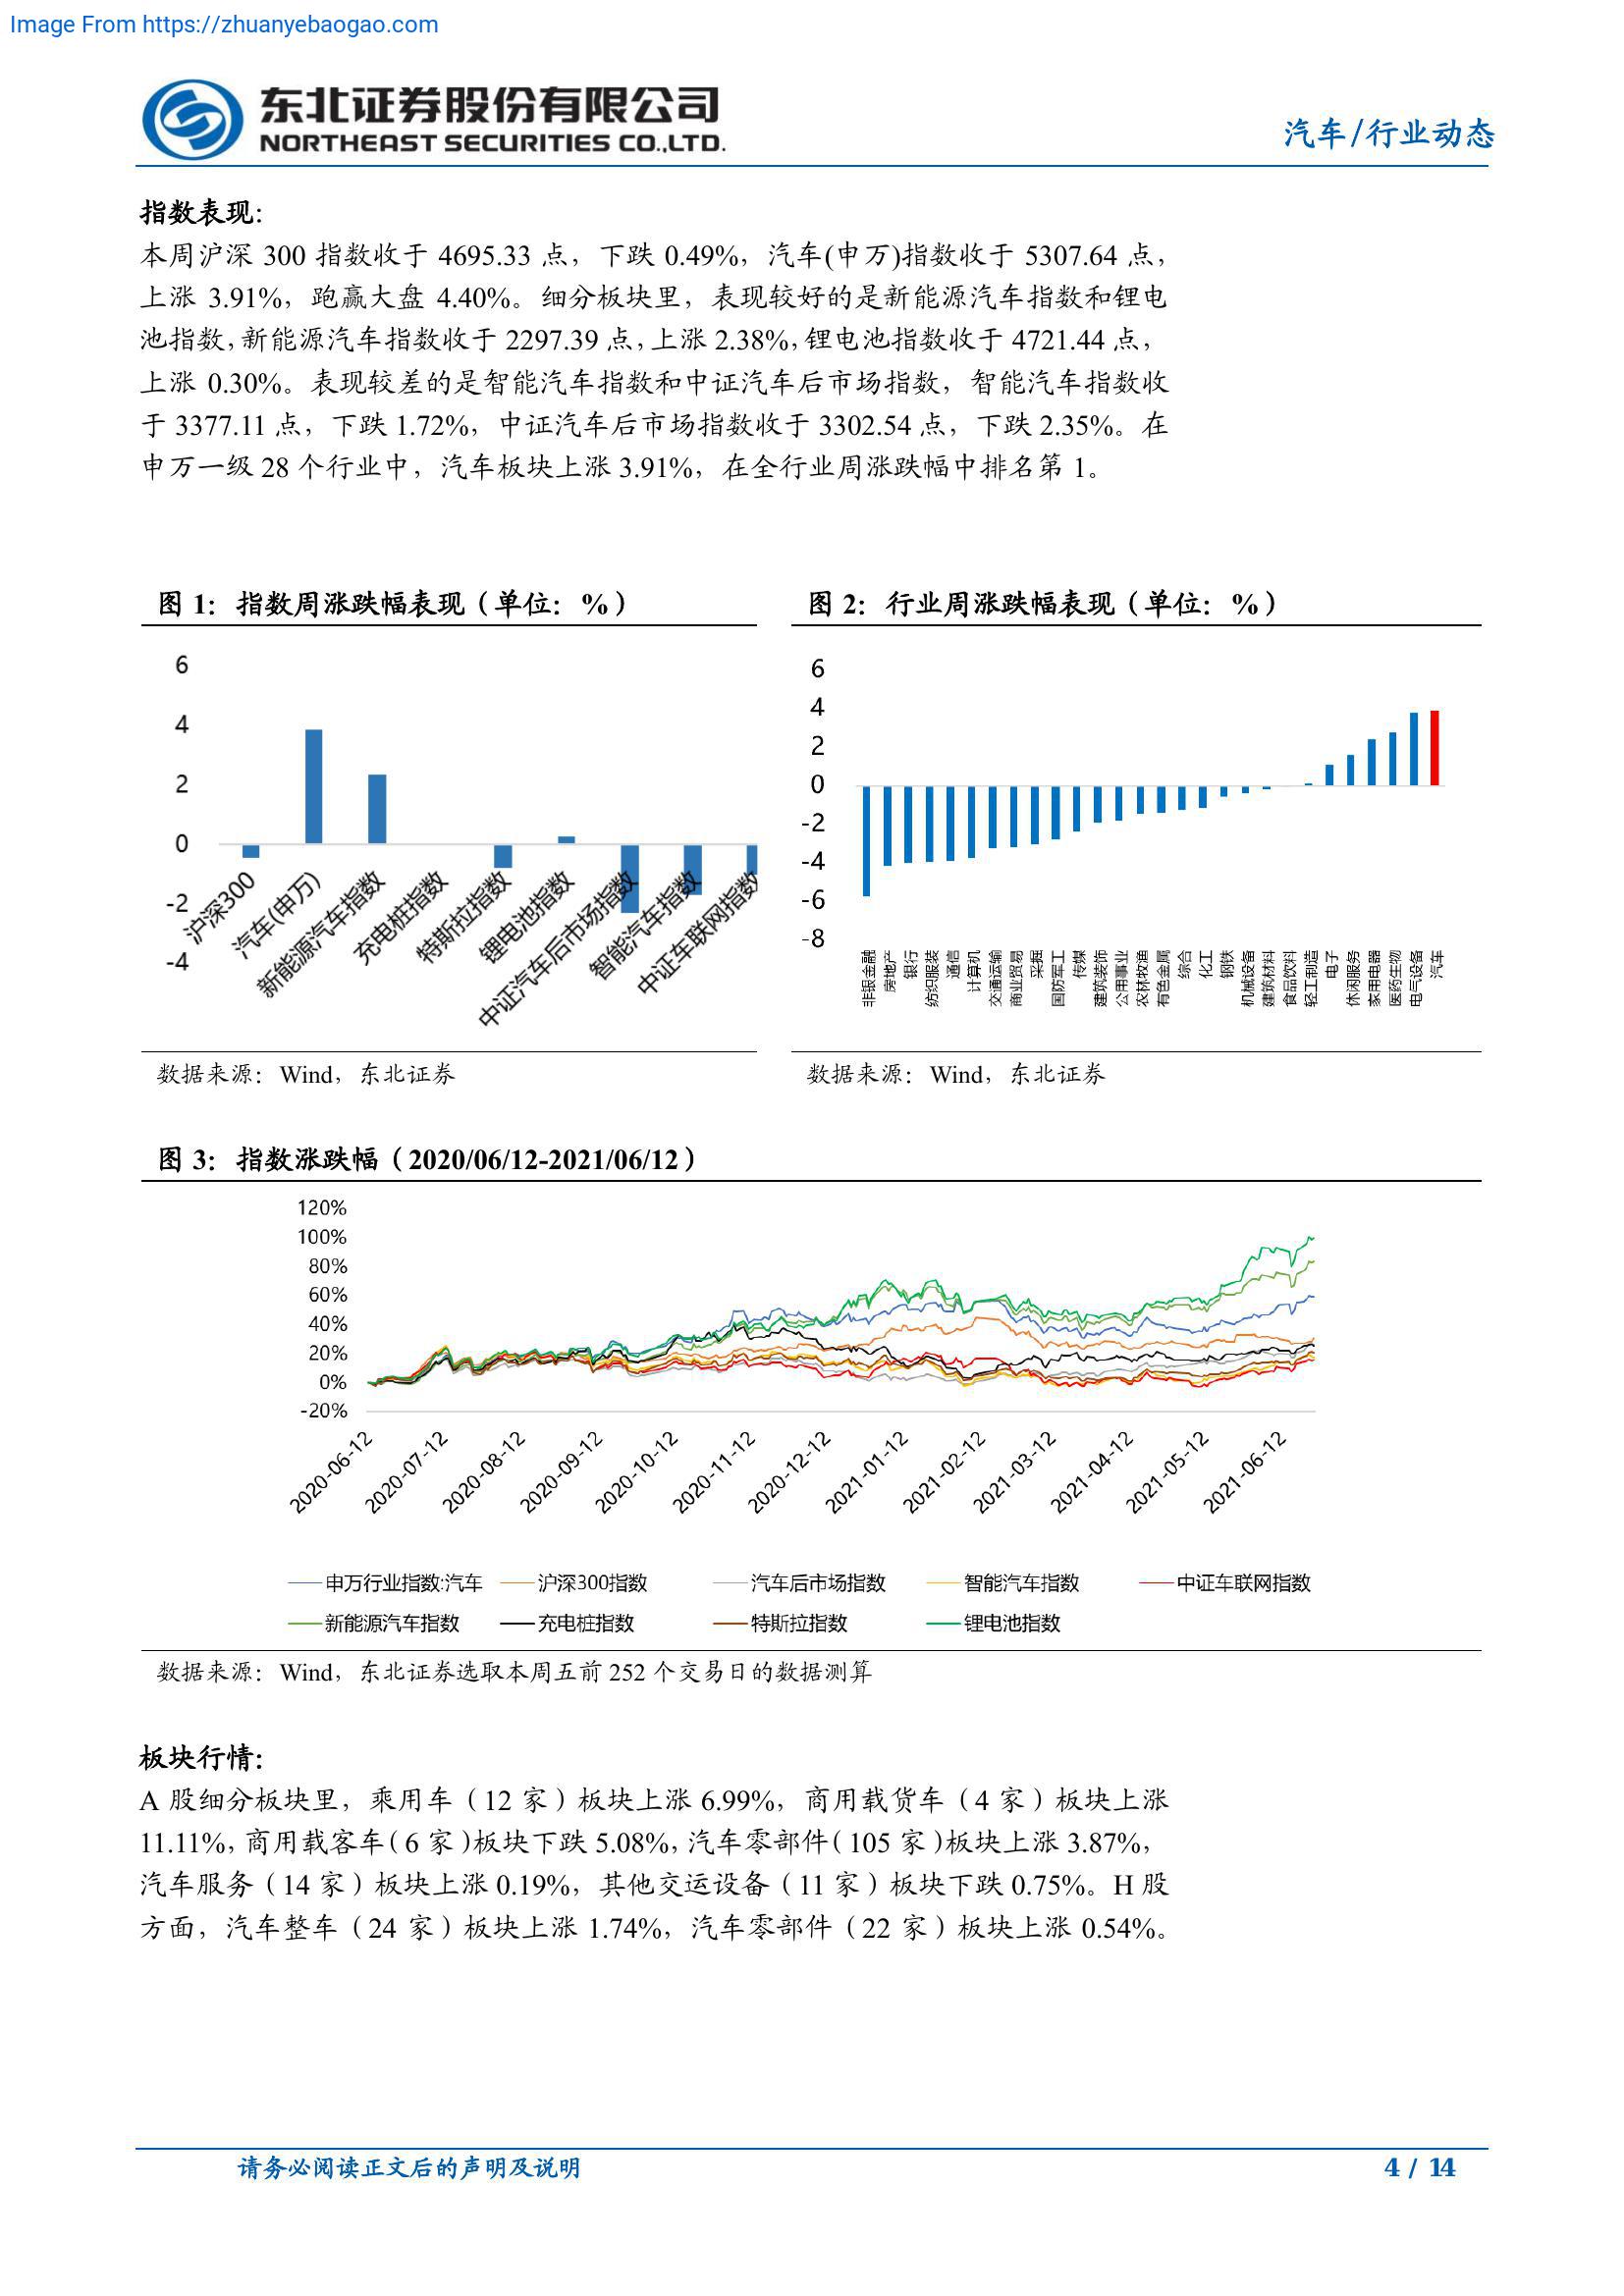 Image From https://zhuanyebaogao.com
东北证券股份有限公司
NORTHEAST SECURITIES CO.,LTD.
汽车/行业动态
指数表现：
本周沪深 300 指数收于 4695.33 点，下跌 0.49%，汽车(申万)指数收于 5307.64 点，
上涨 3.91%，跑赢大盘 4.40%。细分板块里，表现较好的是新能源汽车指数和锂电
池指数，新能源汽车指数收于 2297.39 点，上涨 2.38%，锂电池指数收于 4721.44 点，
上涨 0.30%。表现较差的是智能汽车指数和中证汽车后市场指数，智能汽车指数收
于 3377.11 点，下跌 1.72%，中证汽车后市场指数收于 3302.54 点，下跌 2.35%。在
申万一级 28 个行业中，汽车板块上涨 3.91%，在全行业周涨跌幅中排名第 1。
图 1：指数周涨跌幅表现（单位：%）
6
4
2
0
-2
-4
沪深300
汽车(申万)
新能源汽车指数
充电桩指数
特斯拉指数
锂电池指数
中证汽车后市场指数
智能汽车指数
中证车联网指数
数据来源：Wind，东北证券
图 2：行业周涨跌幅表现（单位：%）
6
4
2
0
-2
-4
-6
-8
非银金融
房地产
银行
纺织服装
通信
计算机
交通运输
商业贸易
采掘
国防军工
传媒
建筑装饰
公用事业
农林牧渔
有色金属
综合
化工
钢铁
机械设备
建筑材料
食品饮料
轻工制造
电子
休闲服务
家用电器
医药生物
电气设备
汽车
数据来源：Wind，东北证券
图 3：指数涨跌幅（2020/06/12-2021/06/12）
120%
100%
80%
60%
40%
20%
0%
-20%
2020-06-12
2020-07-12
2020-08-12
2020-09-12
2020-10-12
2020-11-12
2020-12-12
2021-01-12
2021-02-12
2021-03-12
2021-04-12
2021-05-12
2021-06-12
申万行业指数:汽车 沪深300指数 汽车后市场指数 智能汽车指数 中证车联网指数
新能源汽车指数 充电桩指数 特斯拉指数 锂电池指数
数据来源：Wind，东北证券选取本周五前 252 个交易日的数据测算
板块行情：
A 股细分板块里，乘用车（12 家）板块上涨 6.99%，商用载货车（4 家）板块上涨
11.11%，商用载客车（6 家）板块下跌 5.08%，汽车零部件（105 家）板块上涨 3.87%，
汽车服务（14 家）板块上涨 0.19%，其他交运设备（11 家）板块下跌 0.75%。H 股
方面，汽车整车（24 家）板块上涨 1.74%，汽车零部件（22 家）板块上涨 0.54%。
请务必阅读正文后的声明及说明
4 / 14